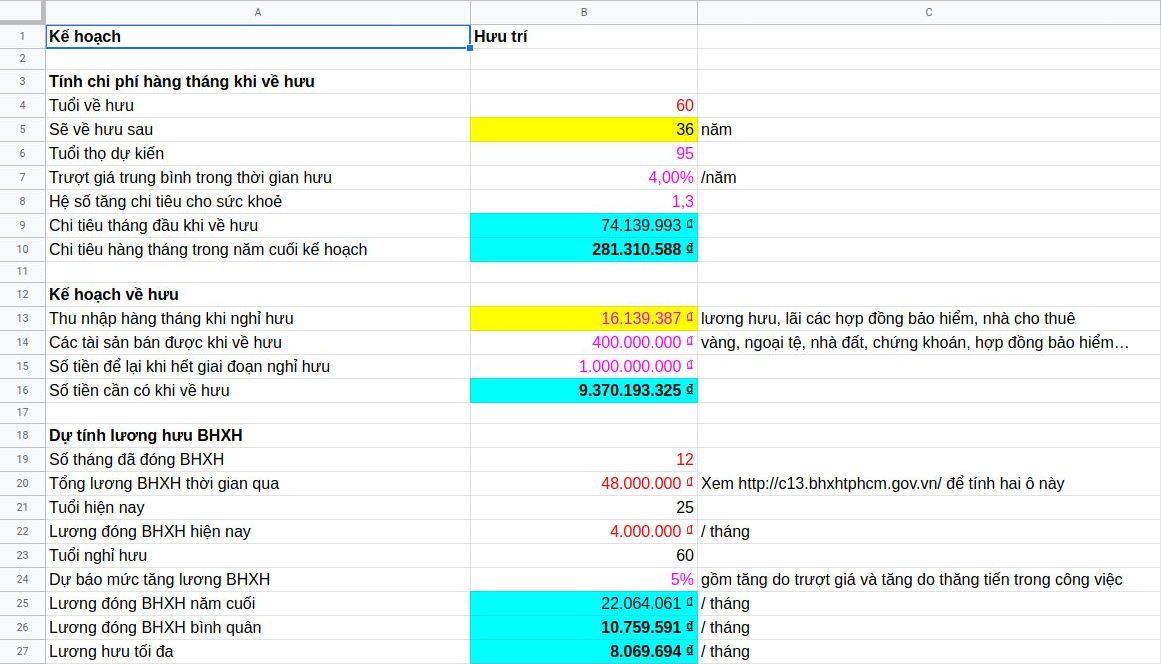 A B C
1 Kế hoạch Hưu trí
2
3 Tính chi phí hàng tháng khi về hưu
4 Tuổi về hưu 60
5 Sẽ về hưu sau 36 năm
6 Tuổi thọ dự kiến 95
7 Trượt giá trung bình trong thời gian hưu 4,00% /năm
8 Hệ số tăng chi tiêu cho sức khoẻ 1,3
9 Chi tiêu tháng đầu khi về hưu 74.139.993 ₫
10 Chi tiêu hàng tháng trong năm cuối kế hoạch 281.310.588 ₫
11
12 Kế hoạch về hưu
13 Thu nhập hàng tháng khi nghỉ hưu 16.139.387 ₫ lương hưu, lãi các hợp đồng bảo hiểm, nhà cho thuê
14 Các tài sản bán được khi về hưu 400.000.000 ₫ vàng, ngoại tệ, nhà đất, chứng khoán, hợp đồng bảo hiểm…
15 Số tiền để lại khi hết giai đoạn nghỉ hưu 1.000.000.000 ₫
16 Số tiền cần có khi về hưu 9.370.193.325 ₫
17
18 Dự tính lương hưu BHXH
19 Số tháng đã đóng BHXH 12
20 Tổng lương BHXH thời gian qua 48.000.000 ₫ Xem http://c13.bhxhtphcm.gov.vn/ để tính hai ô này
21 Tuổi hiện nay 25
22 Lương đóng BHXH hiện nay 4.000.000 ₫ / tháng
23 Tuổi nghỉ hưu 60
24 Dự báo mức tăng lương BHXH 5% gồm tăng do trượt giá và tăng do thăng tiến trong công việc
25 Lương đóng BHXH năm cuối 22.064.061 ₫ / tháng
26 Lương đóng BHXH bình quân 10.759.591 ₫ / tháng
27 Lương hưu tối đa 8.069.694 ₫ / tháng